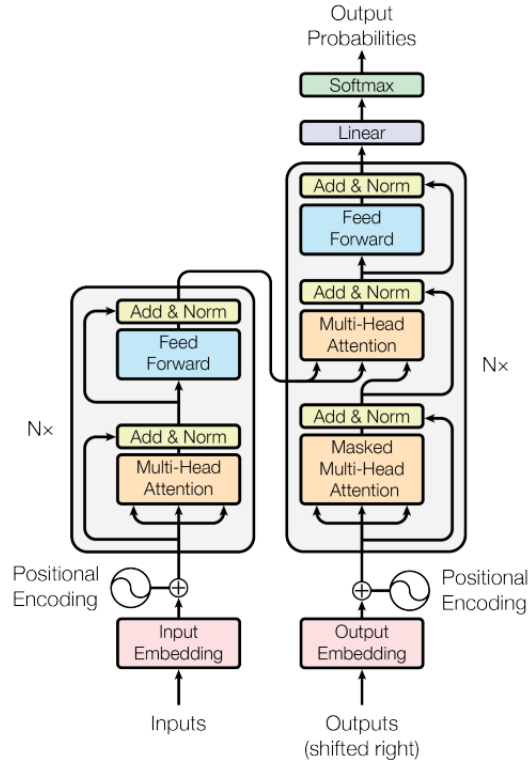 Output
Probabilities
Softmax
Linear
Add & Norm
Feed
Forward
Add & Norm
Multi-Head
Attention
Add & Norm
Masked
Multi-Head
Attention
N×
Add & Norm
Feed
Forward
Add & Norm
Multi-Head
Attention
N×
Positional
Encoding
Positional
Encoding
Input
Embedding
Output
Embedding
Inputs
Outputs
(shifted right)